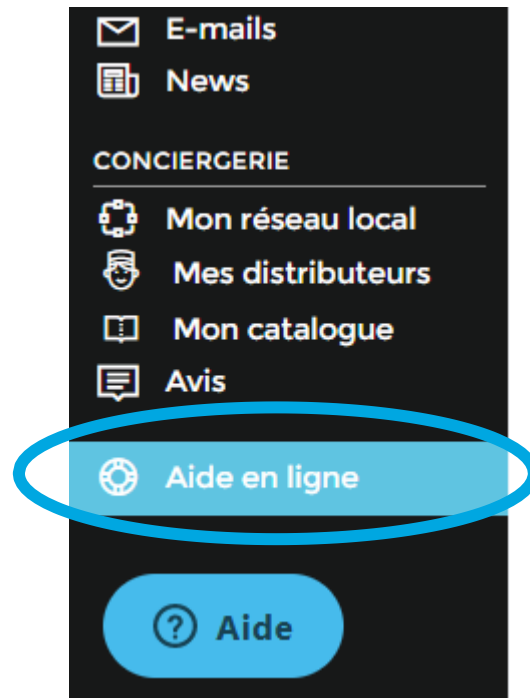 E-mails
News
CONCIERGERIE
Mon réseau local
Mes distributeurs
Mon catalogue
Avis
Aide en ligne
? Aide